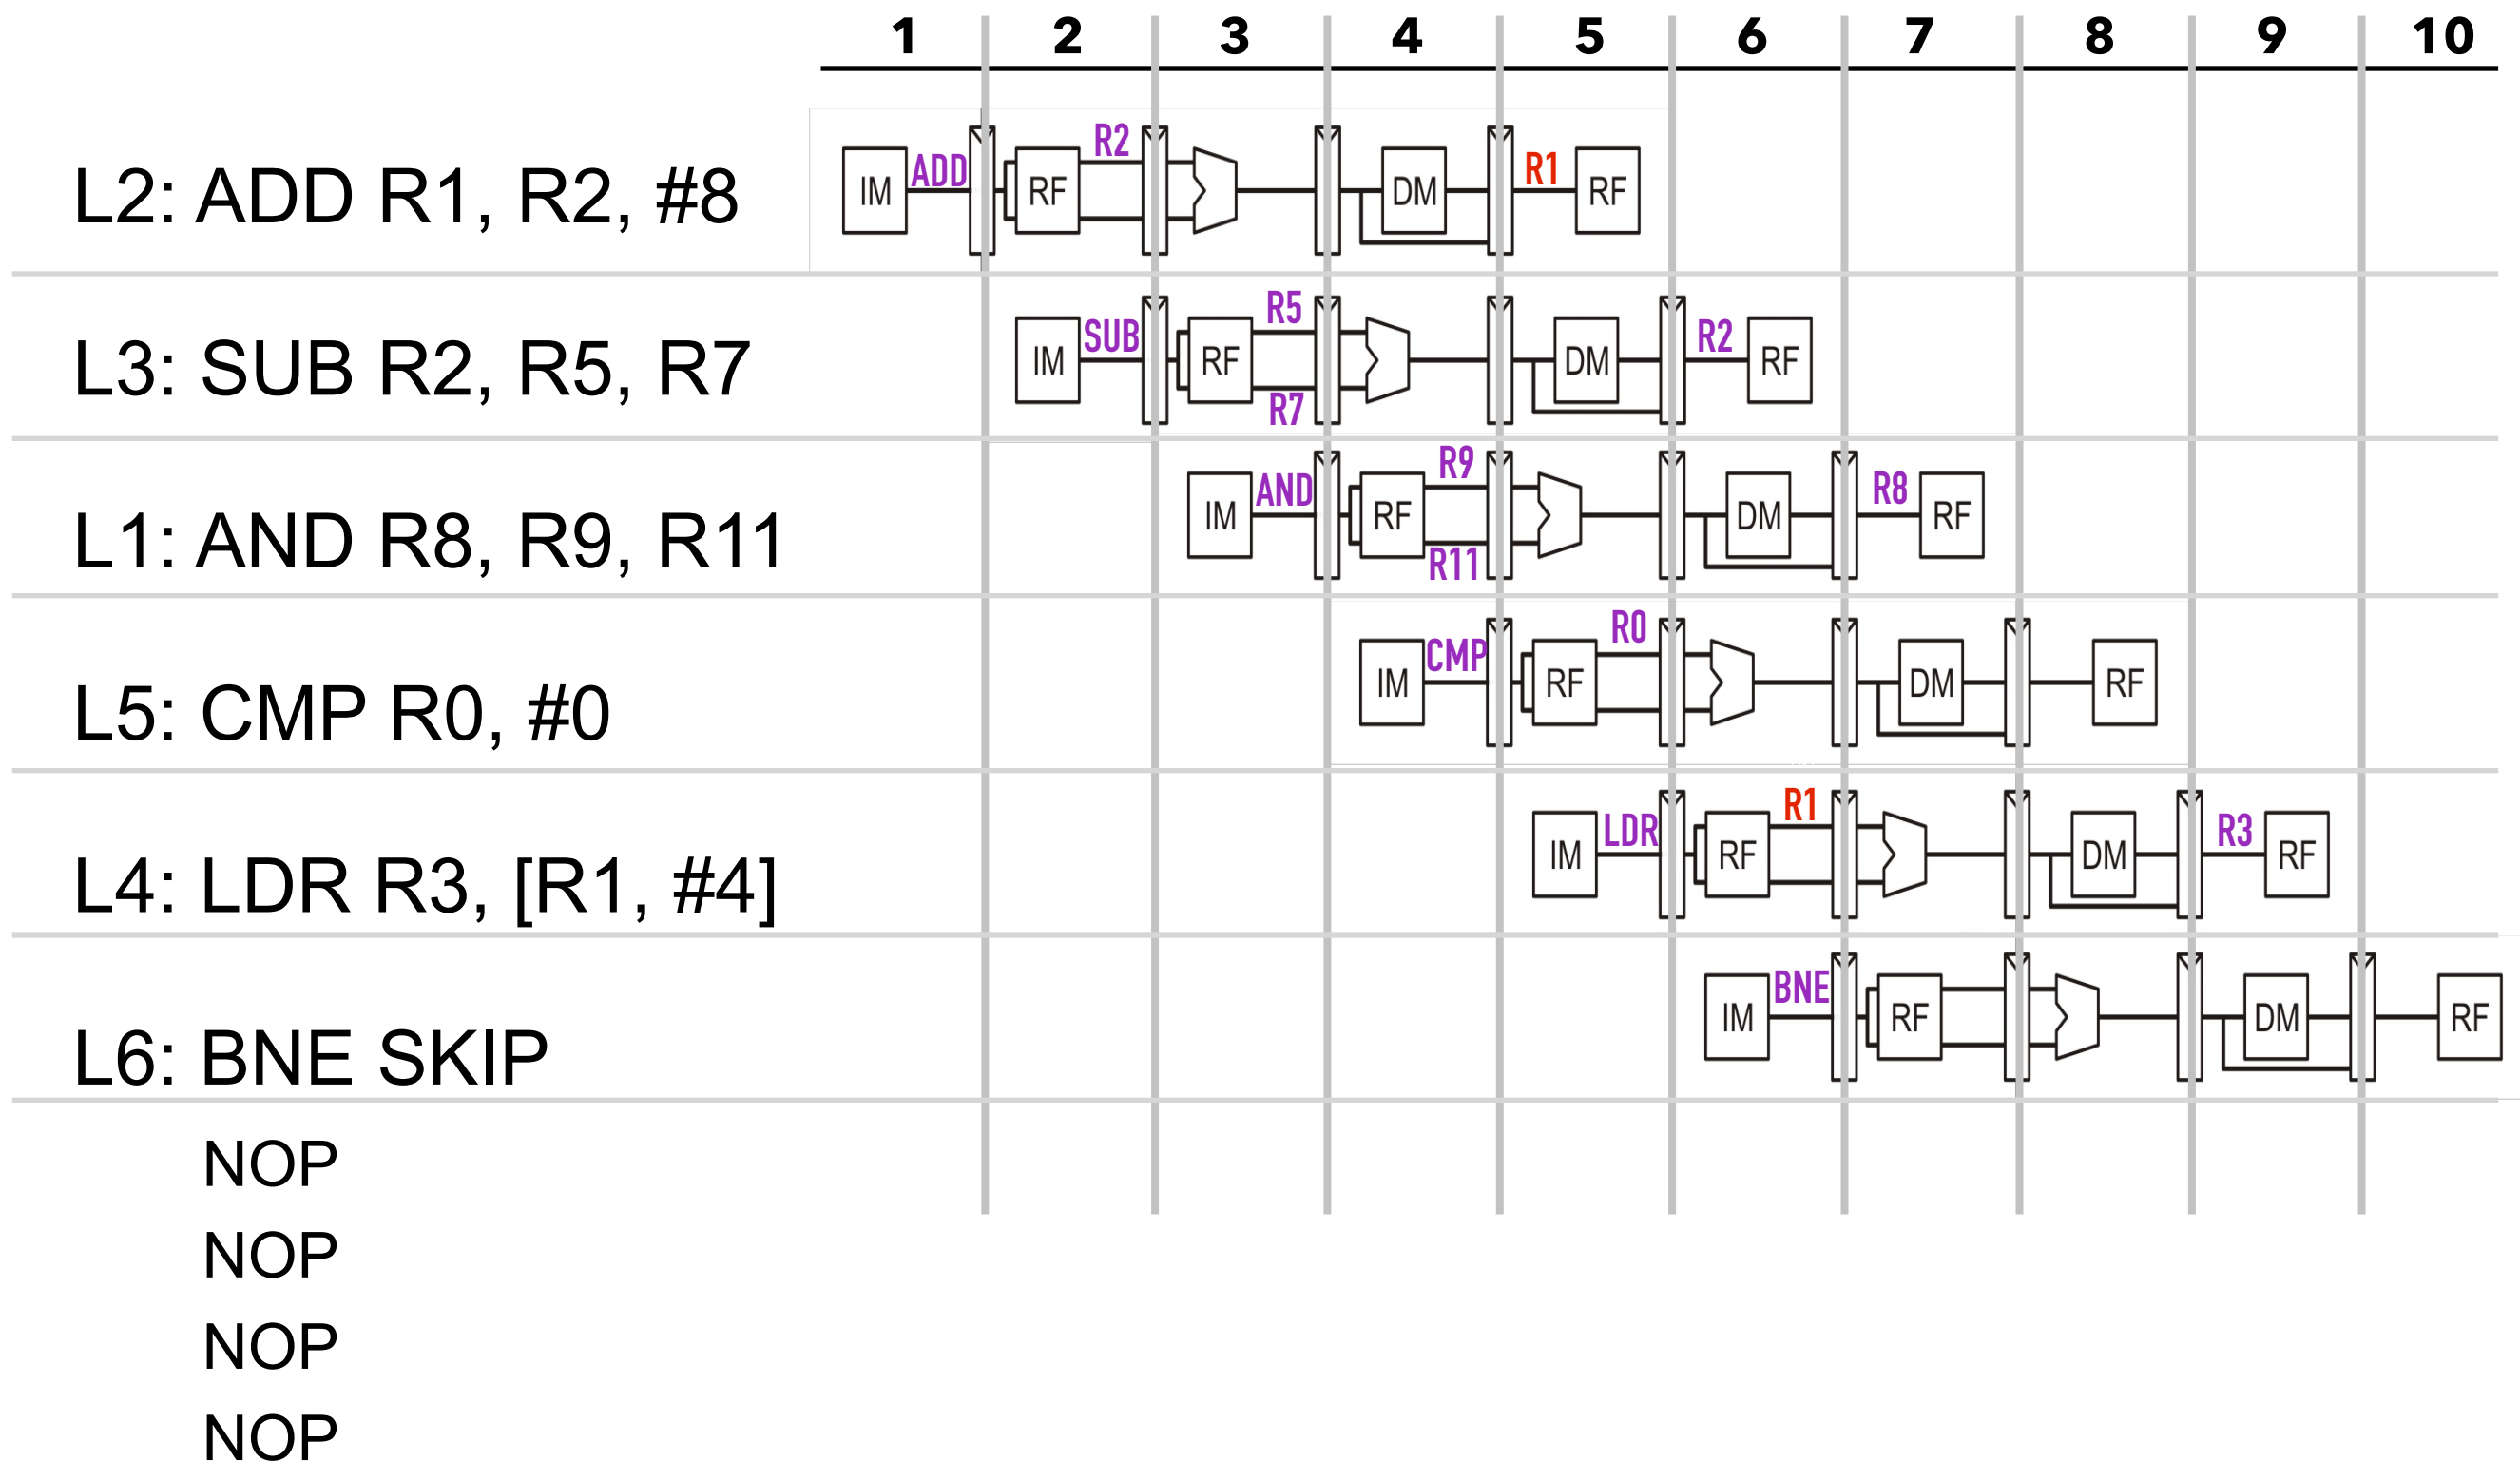 1 2 3 4 5 6 7 8 9 10
L2: ADD R1, R2, #8 IM ADD RF R2 DM R1 RF
L3: SUB R2, R5, R7 IM SUB RF R5 R7 DM R2 RF
L1: AND R8, R9, R11 IM AND RF R9 R11 DM R8 RF
L5: CMP R0, #0 IM CMP RF R0 DM RF
L4: LDR R3, [R1, #4] IM LDR RF R1 DM R3 RF
L6: BNE SKIP IM BNE RF DM RF
NOP
NOP
NOP
NOP